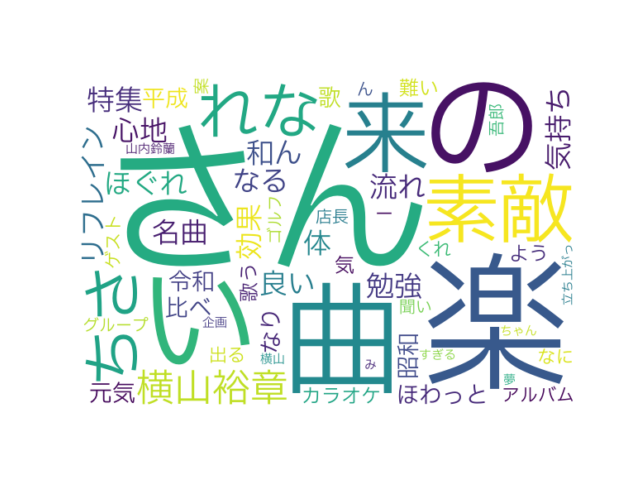 さん
の
楽
曲
来
い
素敵
れな
ちさ
横山裕章
特集
平成
楽
歌
ん
難い
吾郎
気持ち
心地
山内鈴蘭
和ん
なる
流れ
ー
リフレイン
ほぐれ
ゲスト
名曲
効果
ゴルフ
店長
体
くれ
よう
立ち上がっ
令和
比べ
歌う
良い
気
勉強
聞い
グループ
企画
なり
出る
横山
み
昭和
すぎる
ちゃん
なに
夢
元気
カラオケ
ほわっと
アルバム